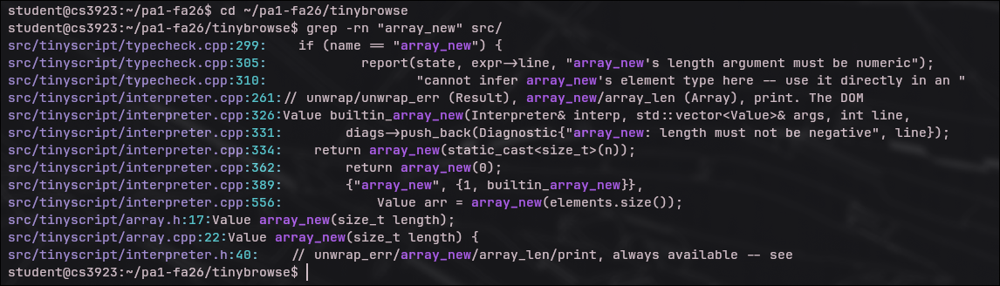 student@cs3923:~/pa1-fa26$ cd ~/pa1-fa26/tinybrowse
student@cs3923:~/pa1-fa26/tinybrowse$ grep -rn "array_new" src/
src/tinyscript/typecheck.cpp:299:    if (name == "array_new") {
src/tinyscript/typecheck.cpp:305:            report(state, expr->line, "array_new's length argument must be numeric");
src/tinyscript/typecheck.cpp:310:                   "cannot infer array_new's element type here -- use it directly in an "
src/tinyscript/interpreter.cpp:261:// unwrap/unwrap_err (Result), array_new/array_len (Array), print. The DOM
src/tinyscript/interpreter.cpp:326:Value builtin_array_new(Interpreter& interp, std::vector<Value>& args, int line,
src/tinyscript/interpreter.cpp:331:        diags->push_back(Diagnostic{"array_new: length must not be negative", line});
src/tinyscript/interpreter.cpp:334:    return array_new(static_cast<size_t>(n));
src/tinyscript/interpreter.cpp:362:        return array_new(0);
src/tinyscript/interpreter.cpp:389:        {"array_new", {1, builtin_array_new}},
src/tinyscript/interpreter.cpp:556:            Value arr = array_new(elements.size());
src/tinyscript/array.h:17:Value array_new(size_t length);
src/tinyscript/array.cpp:22:Value array_new(size_t length) {
src/tinyscript/interpreter.h:40:    // unwrap_err/array_new/array_len/print, always available -- see
student@cs3923:~/pa1-fa26/tinybrowse$